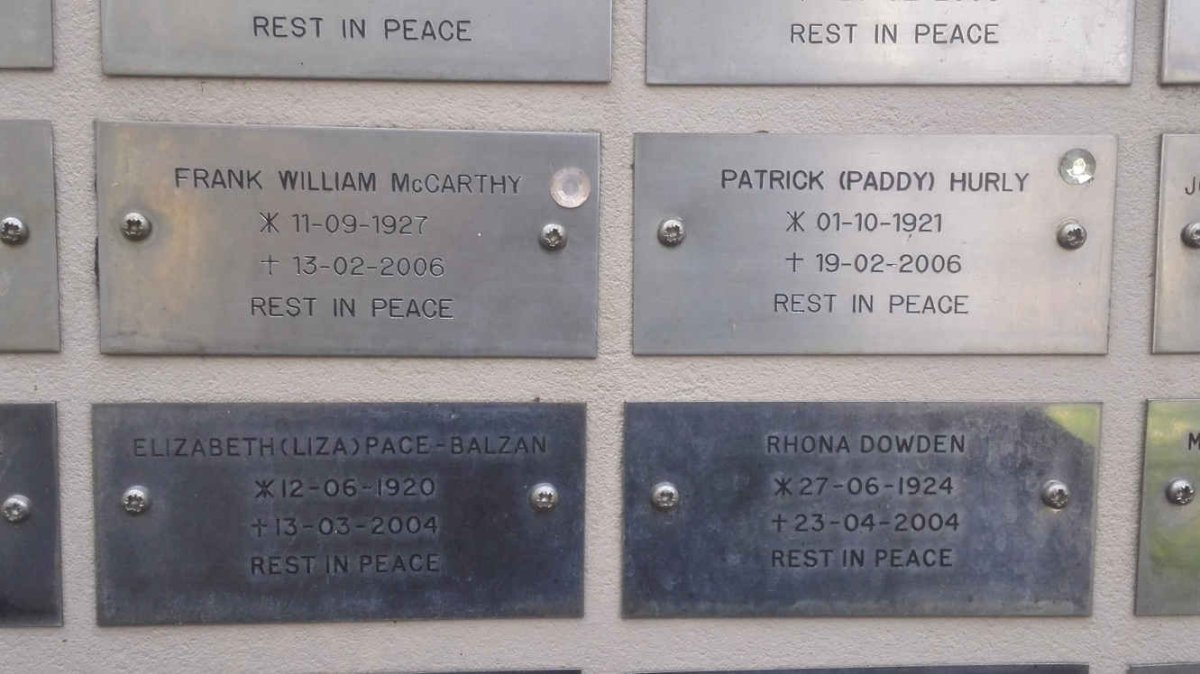 REST IN PEACE
REST IN PEACE
FRANK WILLIAM McCARTHY
11-09-1927
† 13-02-2006
REST IN PEACE
PATRICK (PADDY) HURLY
01-10-1921
† 19-02-2006
REST IN PEACE
ELIZABETH (LIZA) PACE-BALZAN
12-06-1920
† 13-03-2004
REST IN PEACE
RHONA DOWDEN
27-06-1924
† 23-04-2004
REST IN PEACE